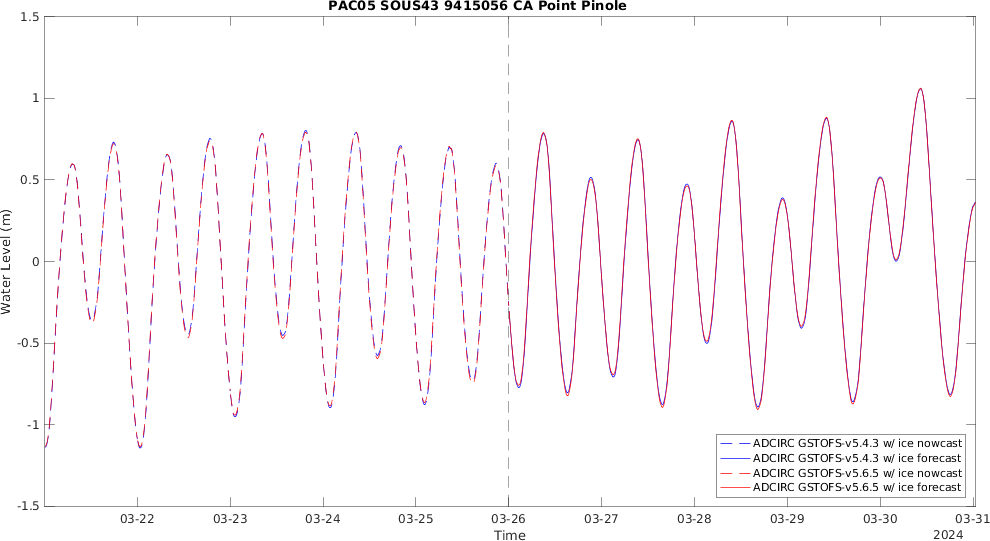 PAC05 SOUS43 9415056 CA Point Pinole
1.5
1
0.5
0
-0.5
-1
-1.5
Water Level (m)
03-22
03-23
03-24
03-25
03-26
03-27
03-28
03-29
03-30
03-31
2024
Time
ADCIRC GSTOFS-v5.4.3 w/ ice nowcast
ADCIRC GSTOFS-v5.4.3 w/ ice forecast
ADCIRC GSTOFS-v5.6.5 w/ ice nowcast
ADCIRC GSTOFS-v5.6.5 w/ ice forecast